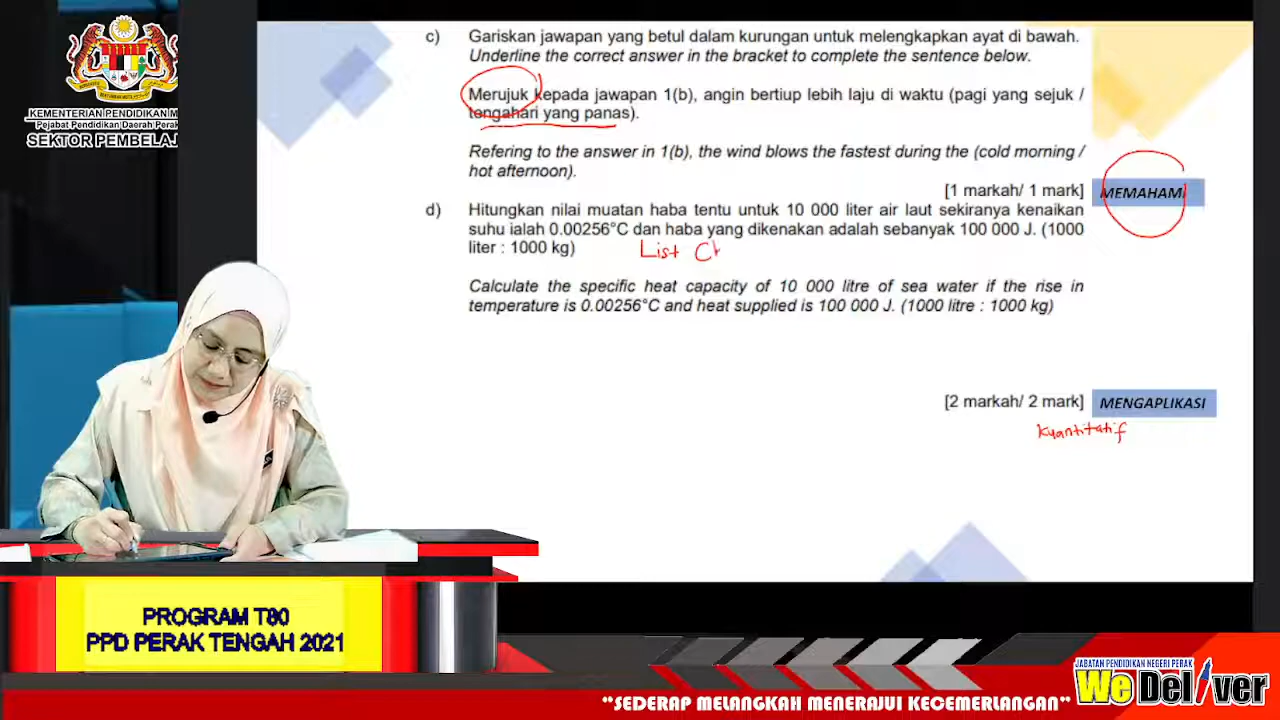 KEMENTERIAN PENDIDIKAN M
Pejabat Pendidikan Daerah Perak
SEKTOR PEMBELAJ
c) Gariskan jawapan yang betul dalam kurungan untuk melengkapkan ayat di bawah.
Underline the correct answer in the bracket to complete the sentence below.
Merujuk kepada jawapan 1(b), angin bertiup lebih laju di waktu (pagi yang sejuk /
tengahari yang panas).
Refering to the answer in 1(b), the wind blows the fastest during the (cold morning /
hot afternoon).
[1 markah/ 1 mark] MEMAHAMI
d) Hitungkan nilai muatan haba tentu untuk 10 000 liter air laut sekiranya kenaikan
suhu ialah 0.00256°C dan haba yang dikenakan adalah sebanyak 100 000 J. (1000
liter : 1000 kg)
List
Calculate the specific heat capacity of 10 000 litre of sea water if the rise in
temperature is 0.00256°C and heat supplied is 100 000 J. (1000 litre : 1000 kg)
[2 markah/ 2 mark] MENGAPLIKASI
kuantitatif
PROGRAM T80
PPD PERAK TENGAH 2021
"SEDERAP MELANGKAH MENERAJUI KECEMERLANGAN"
JABATAN PENDIDIKAN NEGERI PERAK
We Deliver